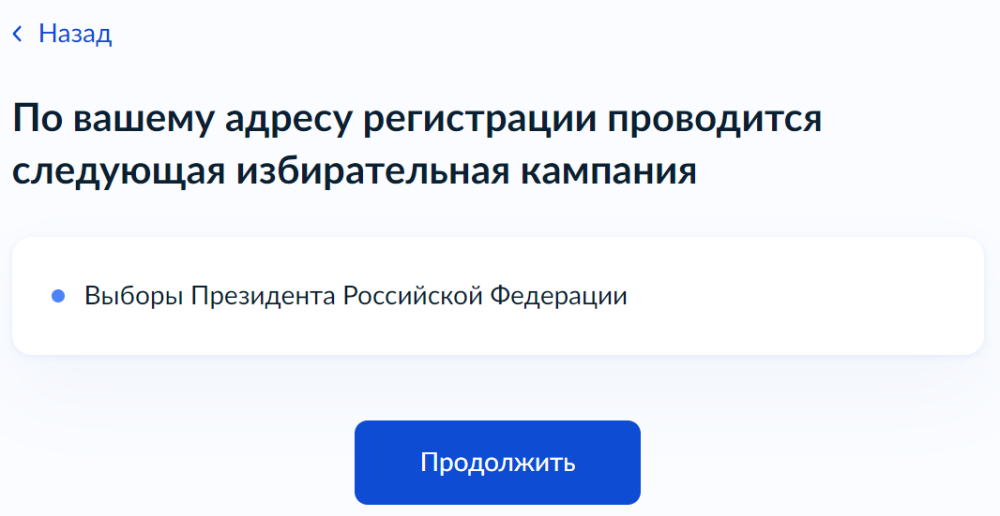 Назад
По вашему адресу регистрации проводится
следующая избирательная кампания
Выборы Президента Российской Федерации
Продолжить